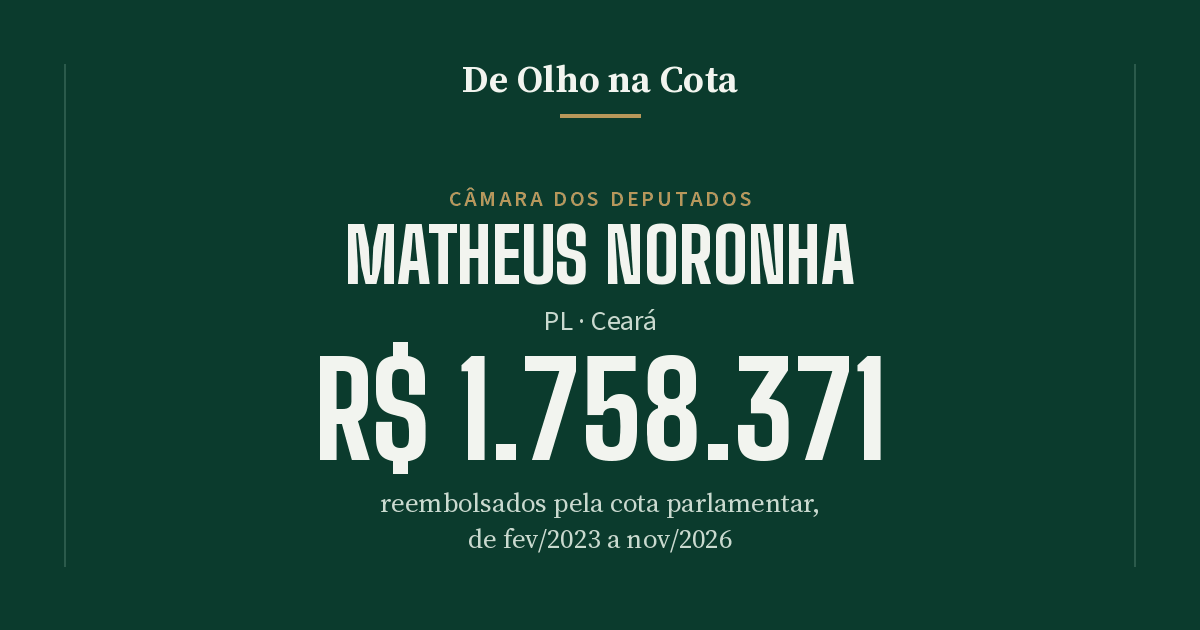 De Olho na Cota
CÂMARA DOS DEPUTADOS
MATHEUS NORONHA
PL · Ceará
R$ 1.758.371
reembolsados pela cota parlamentar,
de fev/2023 a nov/2026